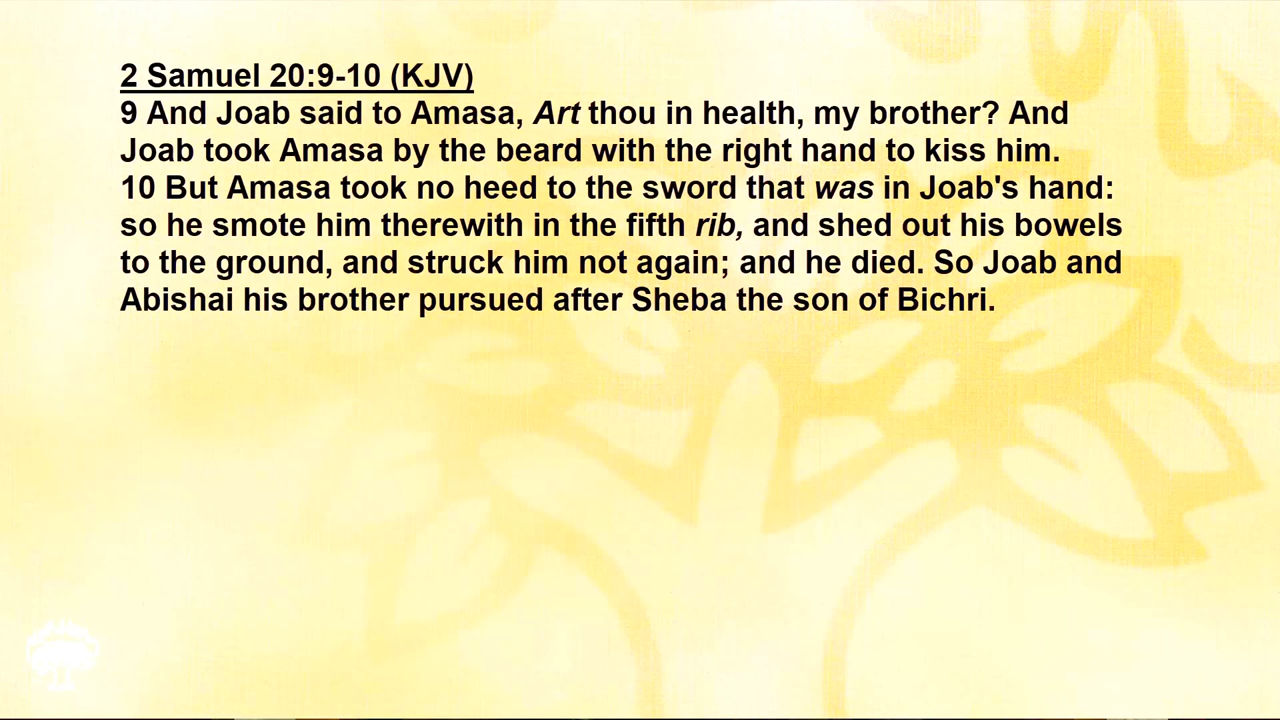 2 Samuel 20:9-10 (KJV)
9 And Joab said to Amasa, Art thou in health, my brother? And
Joab took Amasa by the beard with the right hand to kiss him.
10 But Amasa took no heed to the sword that was in Joab's hand:
so he smote him therewith in the fifth rib, and shed out his bowels
to the ground, and struck him not again; and he died. So Joab and
Abishai his brother pursued after Sheba the son of Bichri.